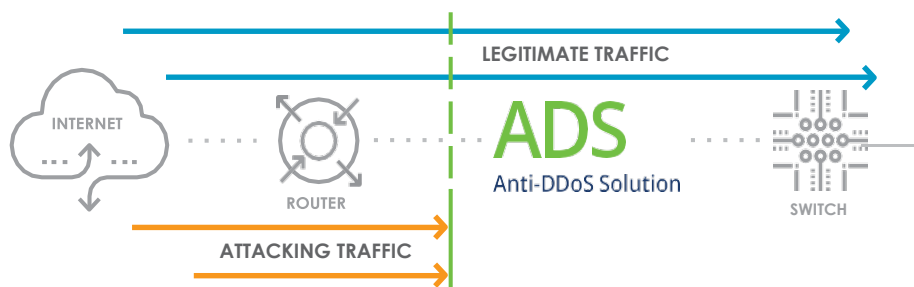 LEGITIMATE TRAFFIC
INTERNET
ADS
Anti-DDoS Solution
ROUTER
SWITCH
ATTACKING TRAFFIC